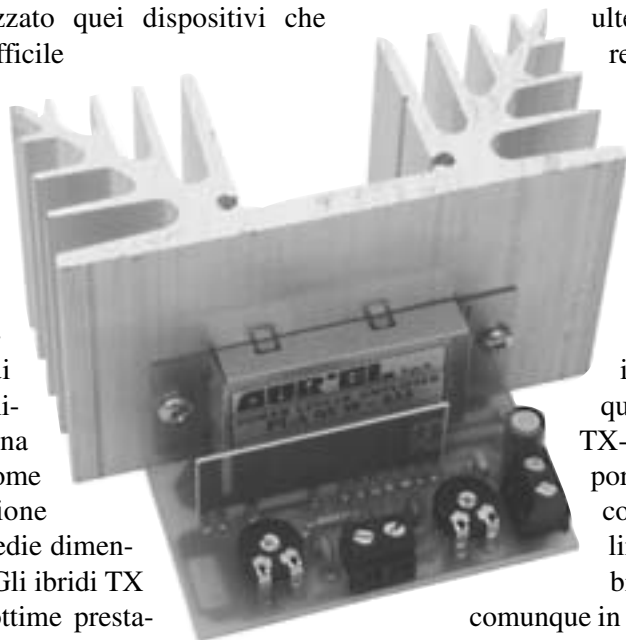 zzato quei dispositivi che
fficile
ui
na
ome
ione
edie dimen-
Gli ibridi TX
ottime presta-
ulte
re
i
qu
TX-
por
co
li
b
comunque in